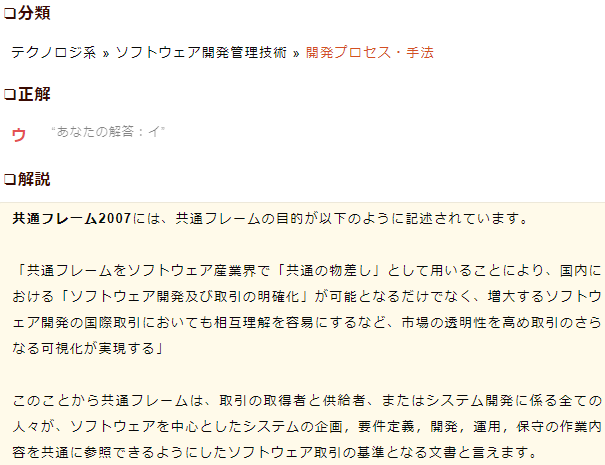 ❏分類
テクノロジ系 » ソフトウェア開発管理技術 » 開発プロセス・手法
❏正解
ウ “あなたの解答：イ”
❏解説
共通フレーム2007には、共通フレームの目的が以下のように記述されています。
「共通フレームをソフトウェア産業界で「共通の物差し」として用いることにより、国内に
おける「ソフトウェア開発及び取引の明確化」が可能となるだけでなく、増大するソフトウ
ェア開発の国際取引においても相互理解を容易にするなど、市場の透明性を高め取引のさら
なる可視化が実現する」
このことから共通フレームは、取引の取得者と供給者、またはシステム開発に係る全ての
人々が、ソフトウェアを中心としたシステムの企画，要件定義，開発，運用，保守の作業内
容を共通に参照できるようにしたソフトウェア取引の基準となる文書と言えます。